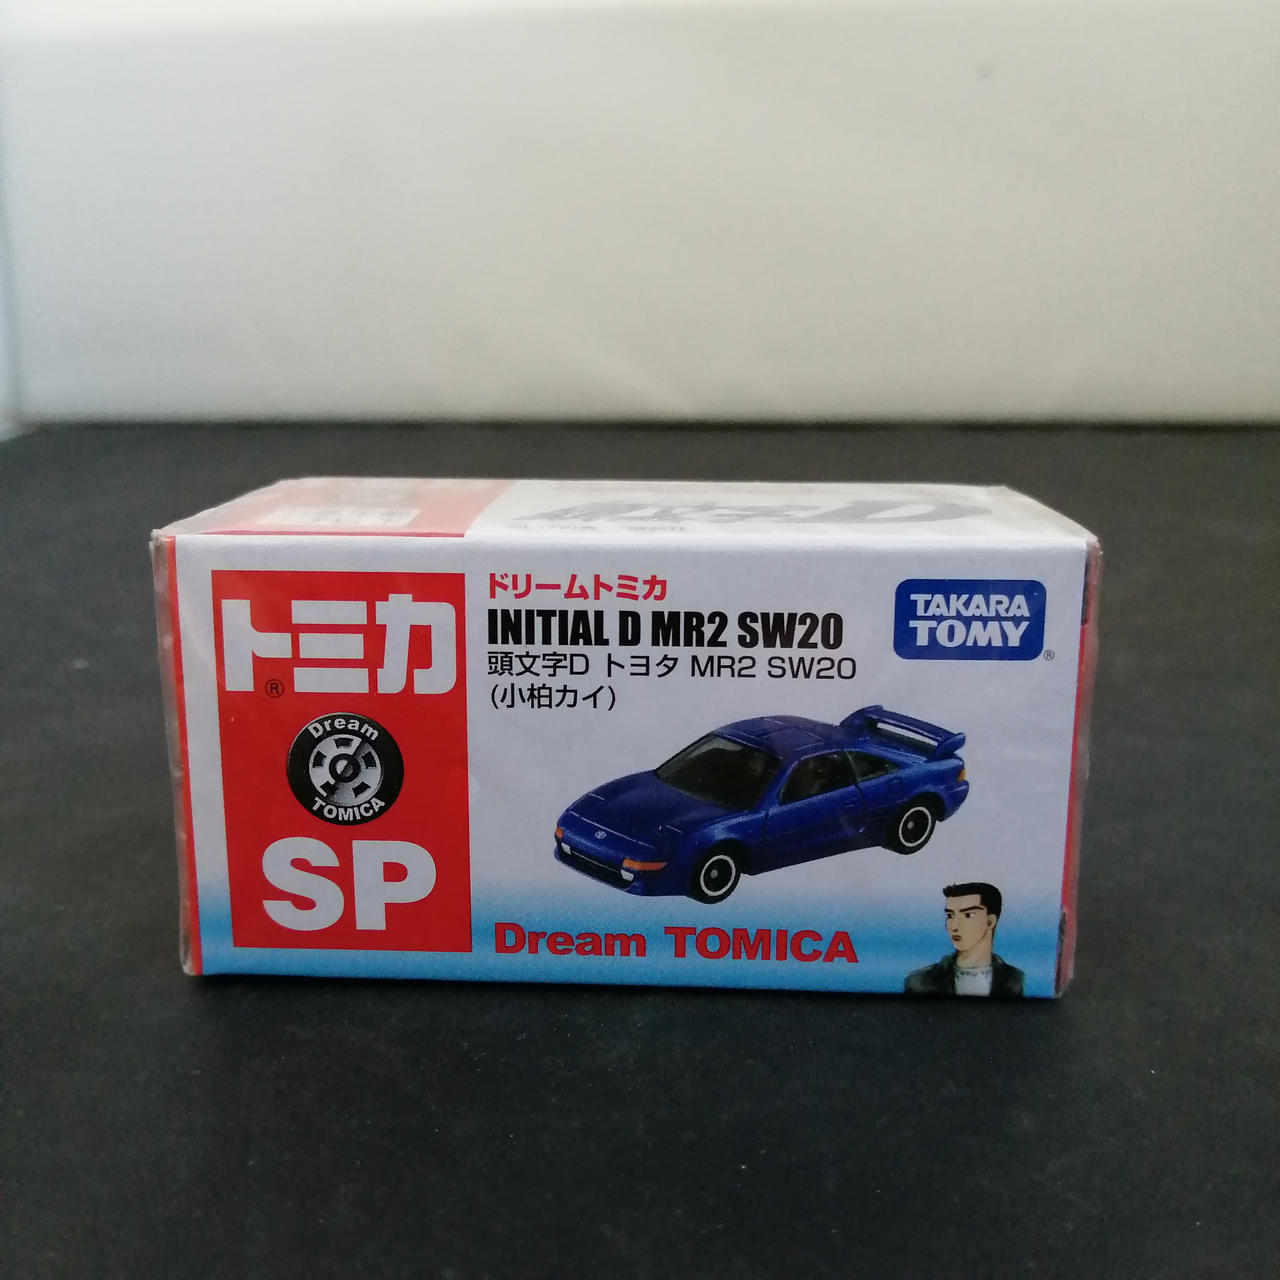 トミカ
®
Dream
TOMICA
SP
ドリームトミカ
INITIAL D MR2 SW20
頭文字D トヨタ MR2 SW20
(小柏カイ)
TAKARA
TOMY
®
Dream TOMICA